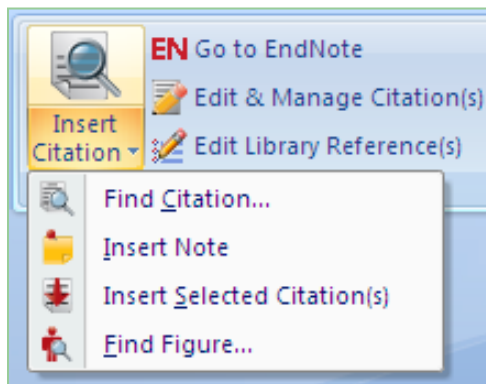 EN Go to EndNote
Edit & Manage Citation(s)
Insert
Citation
Edit Library Reference(s)
Find Citation...
Insert Note
Insert Selected Citation(s)
Find Figure...